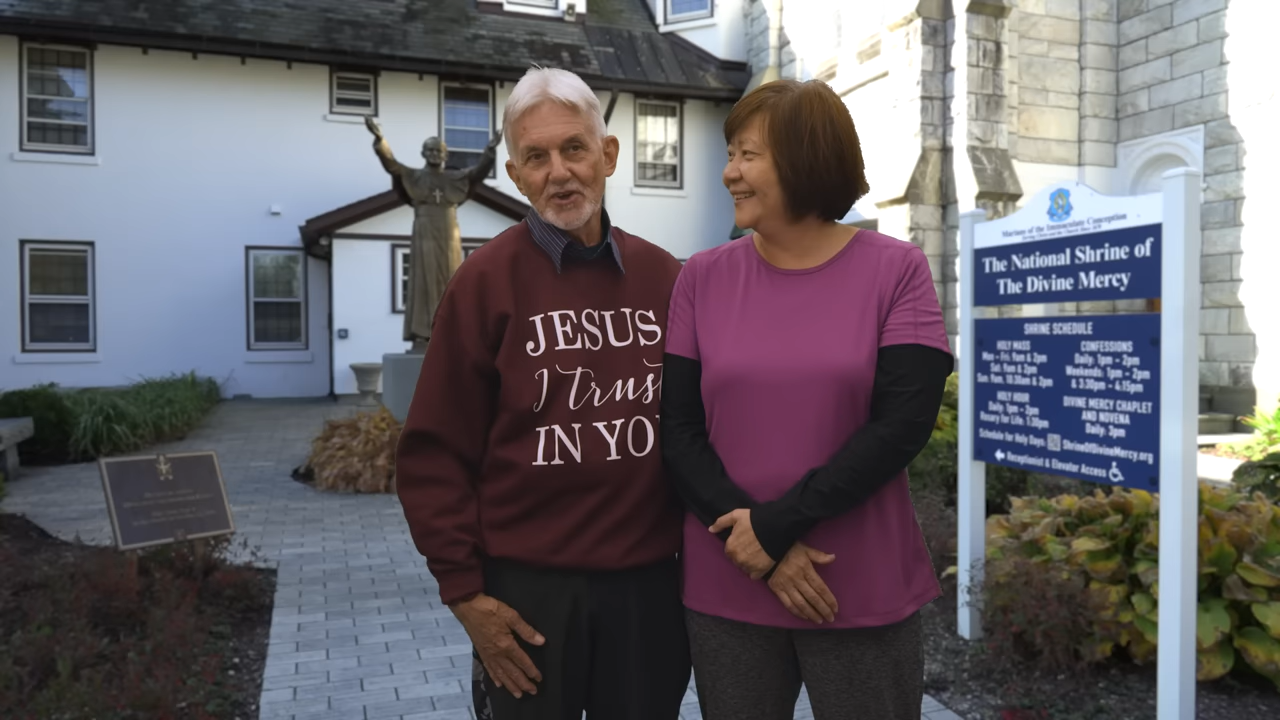 JESUS
I trus
IN YO
Marians of the Immaculate Conception
The National Shrine of
The Divine Mercy
SHRINE SCHEDULE
HOLY MASS
Mon - Fri: 9am & 2pm
Sat: 9am & 2pm
Sun: 9am, 10:30am & 2pm
HOLY HOUR
Daily: 1pm - 2pm
Rosary for Life: 1:30pm
CONFESSIONS
Daily: 1pm - 2pm
Weekends: 1pm - 2pm
& 3:30pm - 4:15pm
DIVINE MERCY CHAPLET
AND NOVENA
Daily: 3pm
Schedule for Holy Days: ShrineOfDivineMercy.org
Receptionist & Elevator Access